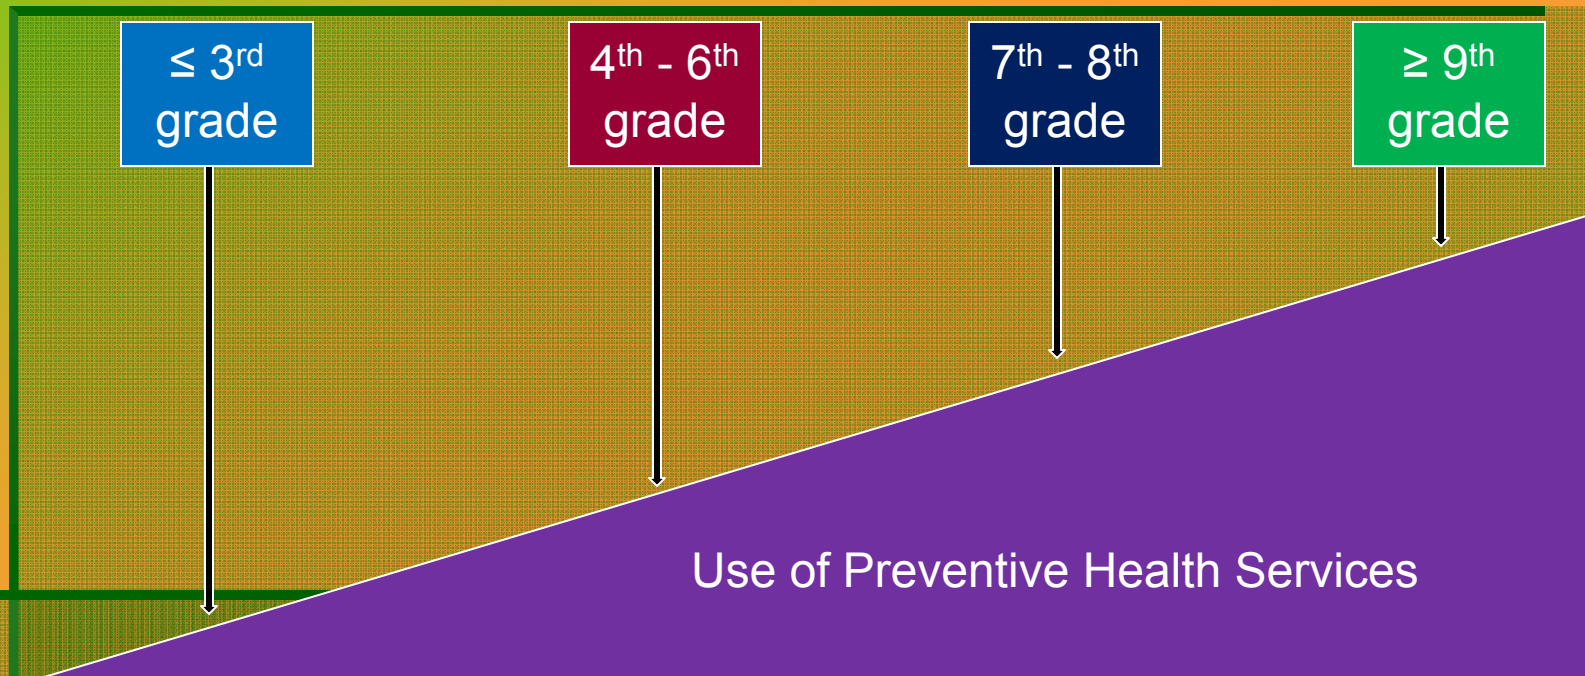 ≤ 3rd
grade
4th - 6th
grade
7th - 8th
grade
≥ 9th
grade
Use of Preventive Health Services